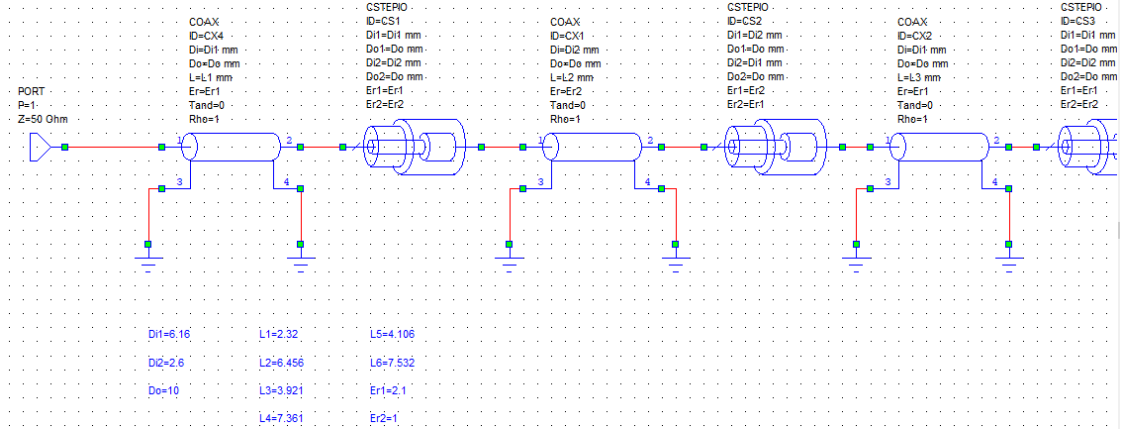 PORT
P=1
Z=50 Ohm
COAX
ID=CX4
Di=Di1 mm
Do=Do mm
L=L1 mm
Er=Er1
Tand=0
Rho=1
1
2
3
4
CSTEPIO
ID=CS1
Di1=Di1 mm
Do1=Do mm
Di2=Di2 mm
Do2=Do mm
Er1=Er1
Er2=Er2
COAX
ID=CX1
Di=Di2 mm
Do=Do mm
L=L2 mm
Er=Er2
Tand=0
Rho=1
1
2
3
4
CSTEPIO
ID=CS2
Di1=Di2 mm
Do1=Do mm
Di2=Di1 mm
Do2=Do mm
Er1=Er2
Er2=Er1
COAX
ID=CX2
Di=Di1 mm
Do=Do mm
L=L3 mm
Er=Er1
Tand=0
Rho=1
1
2
3
4
CSTEPIO
ID=CS3
Di1=Di1 mm
Do1=Do mm
Di2=Di2 mm
Do2=Do mm
Er1=Er1
Er2=Er2
Di1=6.16 L1=2.32 L5=4.106
Di2=2.6 L2=6.456 L6=7.532
Do=10 L3=3.921 Er1=2.1
L4=7.361 Er2=1